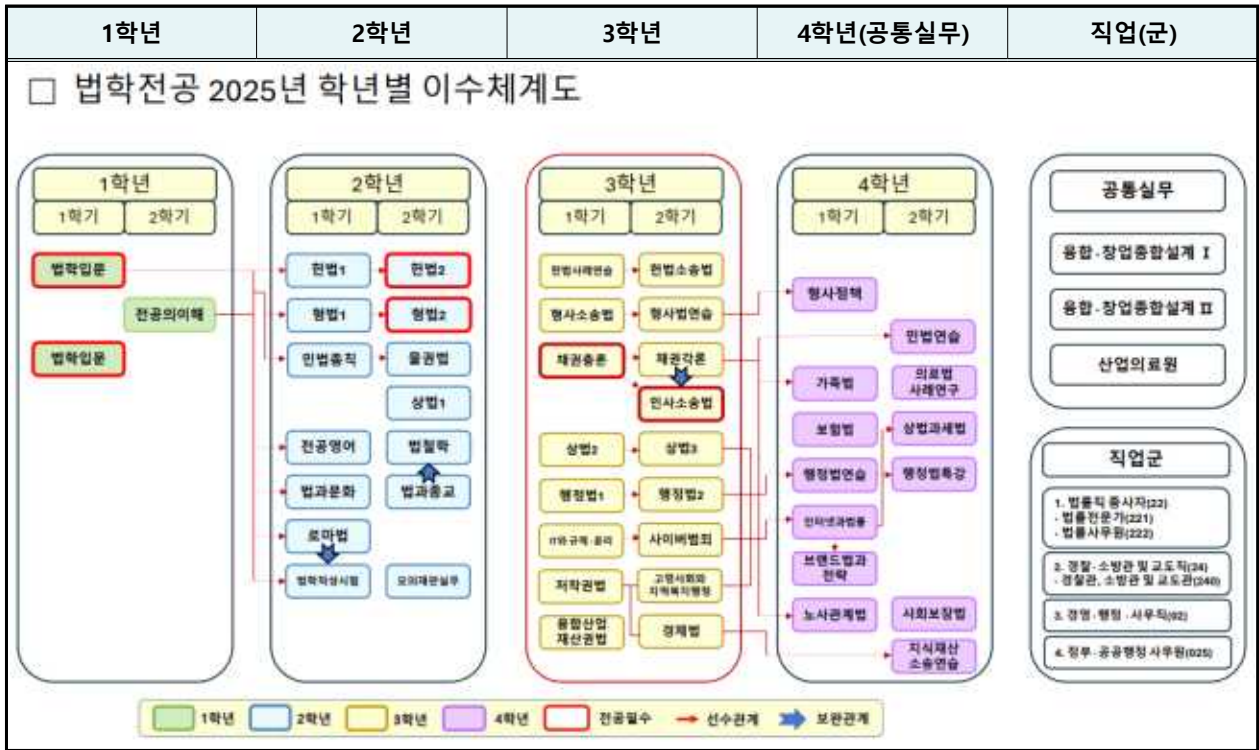 1학년 2학년 3학년 4학년(공통실무) 직업(군)
□ 법학전공 2025년 학년별 이수체계도
1학년
1학기 2학기
법학입문
전공의이해
법학입문
2학년
1학기 2학기
헌법1 헌법2
형법1 형법2
민법총칙 물권법
상법1
전공영어 법철학
법과문화 법과종교
로마법
법학적성시험 모의재판실무
3학년
1학기 2학기
헌법사례연습 헌법소송법
형사소송법 형사법연습
채권총론 채권각론
민사소송법
상법2 상법3
행정법1 행정법2
IT와 규제·윤리 사이버범죄
저작권법 고령사회와
지역복지행정
융합산업
재산권법 경제법
4학년
1학기 2학기
형사정책
민법연습
가족법 의료법
사례연구
보험법 상법과세법
행정법연습 행정법특강
인터넷과법률
브랜드법과
전략
노사관계법 사회보장법
지식재산
소송연습
공통실무
융합·창업종합설계 I
융합·창업종합설계 II
산업의료원
직업군
1. 법률직 종사자(22)
- 법률전문가(221)
- 법률사무원(222)
2. 경찰·소방관 및 교도직(24)
- 경찰관, 소방관 및 교도관(240)
3. 경영·행정·사무직(02)
4. 정부·공공행정 사무원(025)
1학년 2학년 3학년 4학년 전공필수 선수관계 보완관계